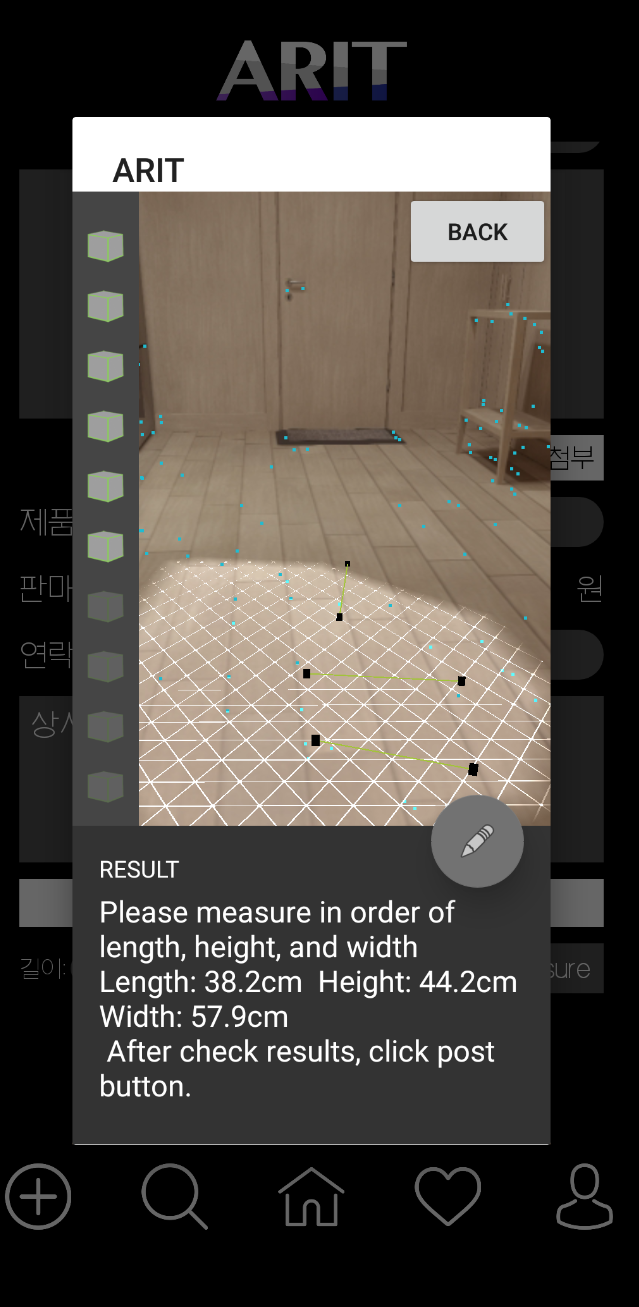 ARIT
ARIT
BACK
첨부
제품
판매
원
연락
상세
RESULT
Please measure in order of
length, height, and width
Length: 38.2cm Height: 44.2cm
Width: 57.9cm
After check results, click post
button.
길이:
sure